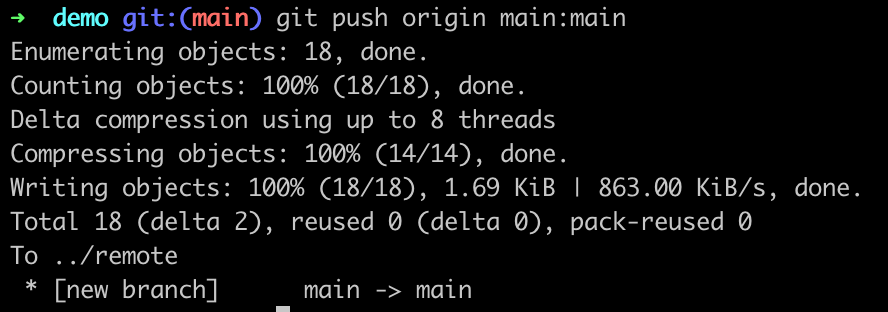 ➜  demo git:(main) git push origin main:main
Enumerating objects: 18, done.
Counting objects: 100% (18/18), done.
Delta compression using up to 8 threads
Compressing objects: 100% (14/14), done.
Writing objects: 100% (18/18), 1.69 KiB | 863.00 KiB/s, done.
Total 18 (delta 2), reused 0 (delta 0), pack-reused 0
To ../remote
 * [new branch]      main -> main